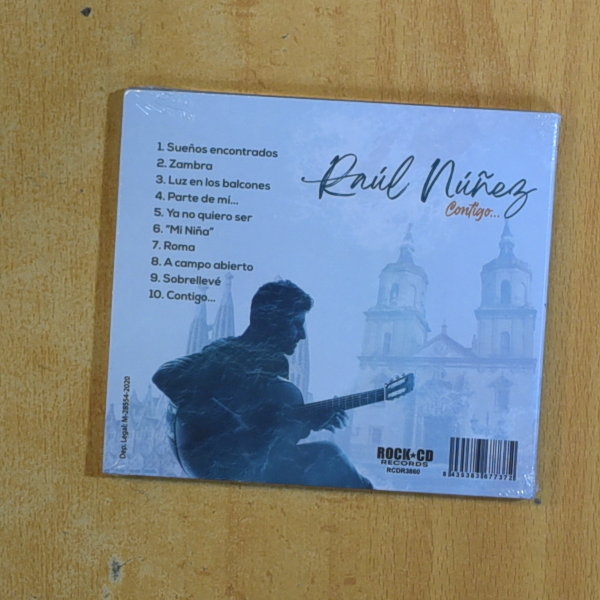 1. Sueños encontrados
2. Zambra
3. Luz en los balcones
4. Parte de mí...
5. Ya no quiero ser
6. "Mi Niña"
7. Roma
8. A campo abierto
9. Sobrellevé
10. Contigo...
Raúl Núñez
Contigo...
Dep. Legal: M-28554-2020
ROCK★CD
RECORDS
RCDR3860